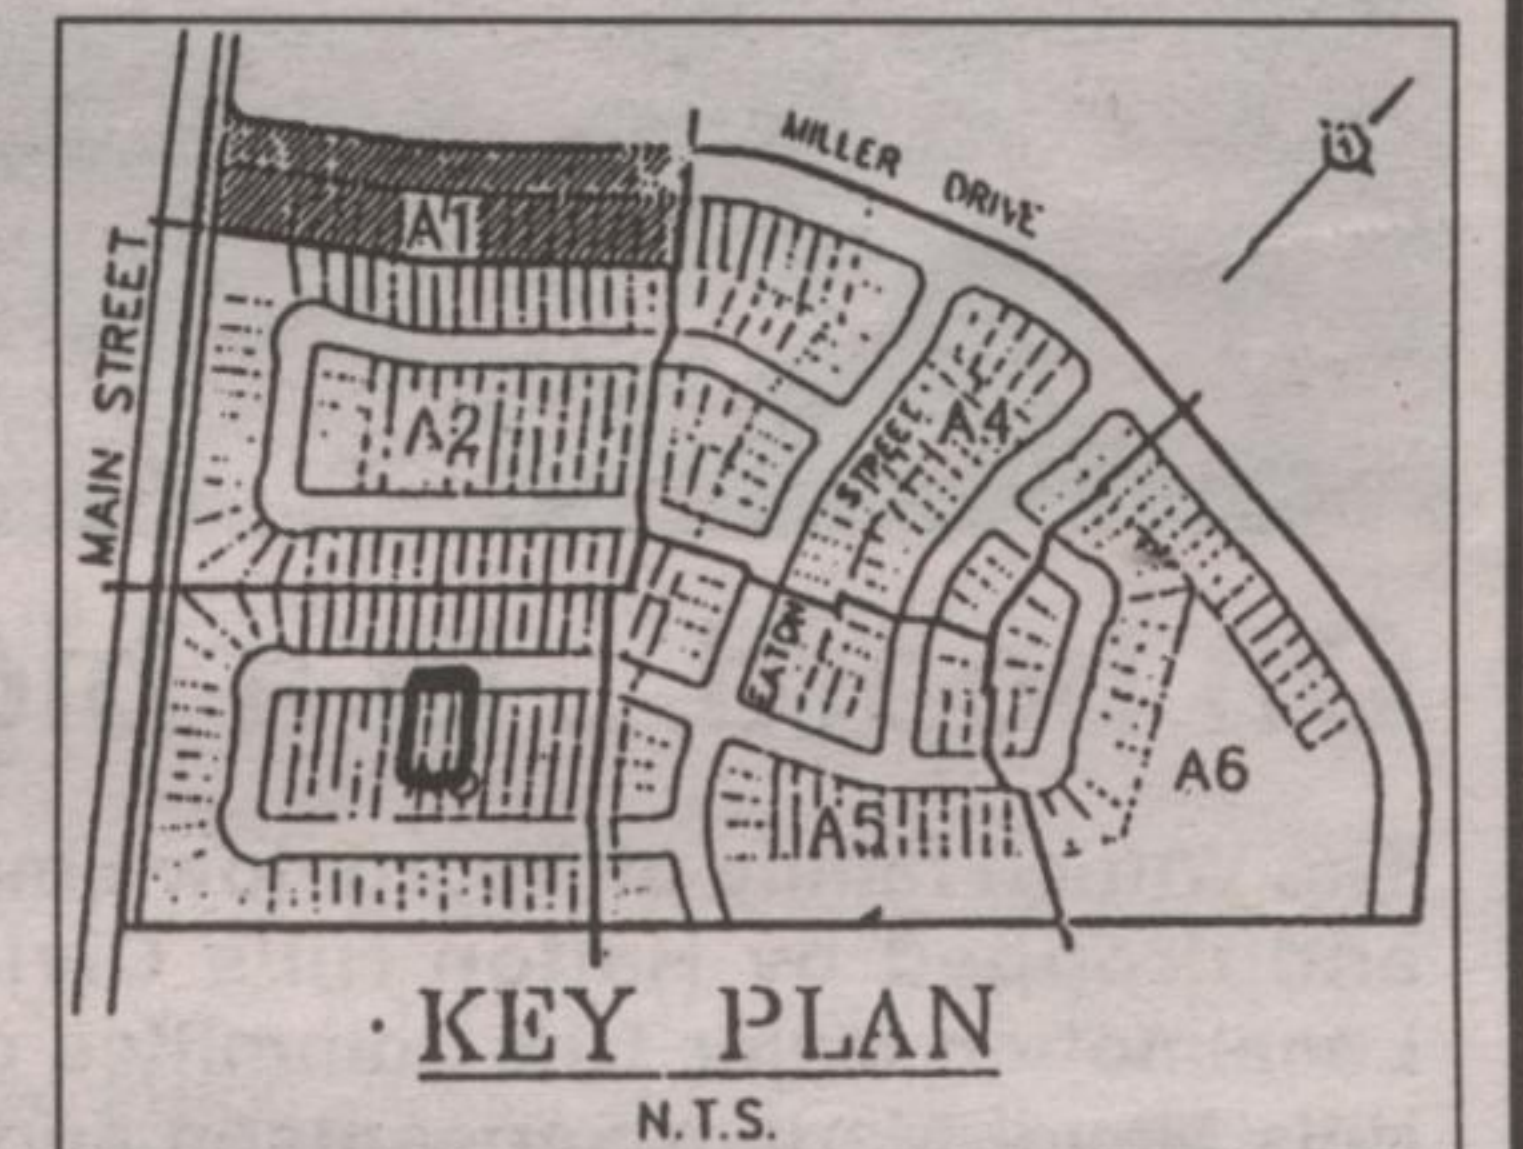 MILLER DRIVE
A1
MAIN STREET
A2
A4
EATON STREET
A6
A5
KEY PLAN
N.T.S.